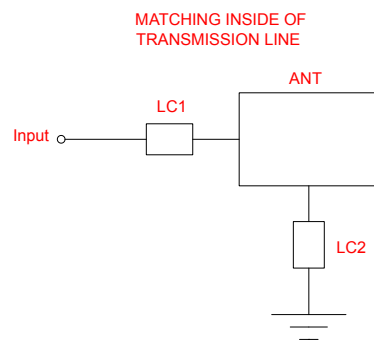 MATCHING INSIDE OF
TRANSMISSION LINE
ANT
LC1
Input
LC2